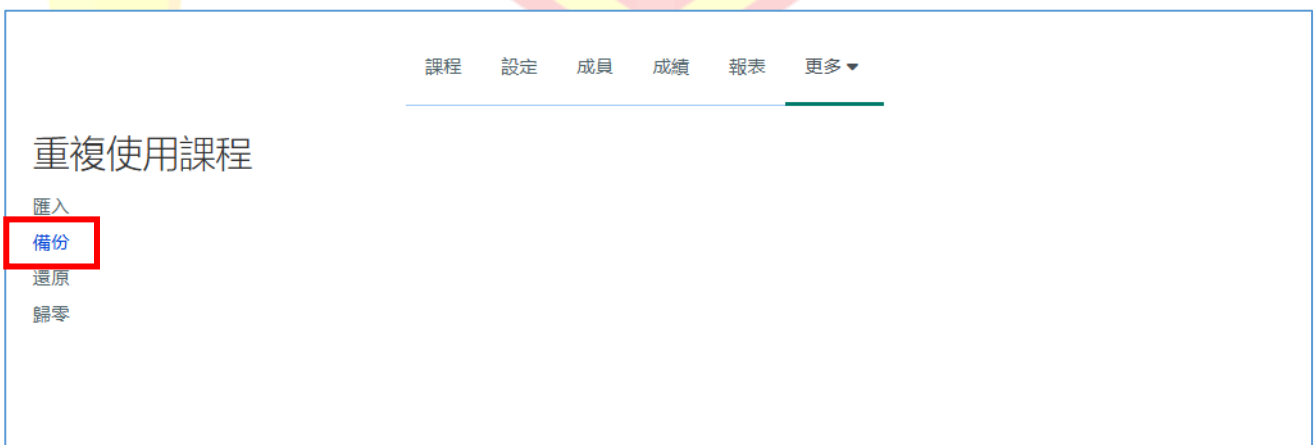 課程 設定 成員 成績 報表 更多
重複使用課程
匯入
備份
還原
歸零